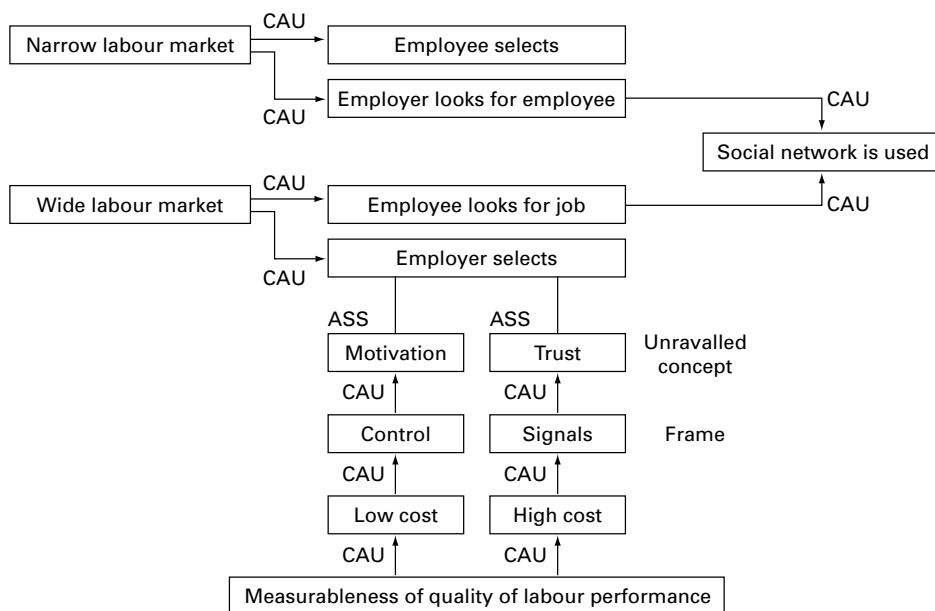 CAU
Narrow labour market
Employee selects
Employer looks for employee
CAU
CAU
Social network is used
CAU
Wide labour market
Employee looks for job
CAU
Employer selects
CAU
ASS
ASS
Motivation
Trust
Unravalled
concept
CAU
CAU
Control
Signals
Frame
CAU
CAU
Low cost
High cost
CAU
CAU
Measurableness of quality of labour performance